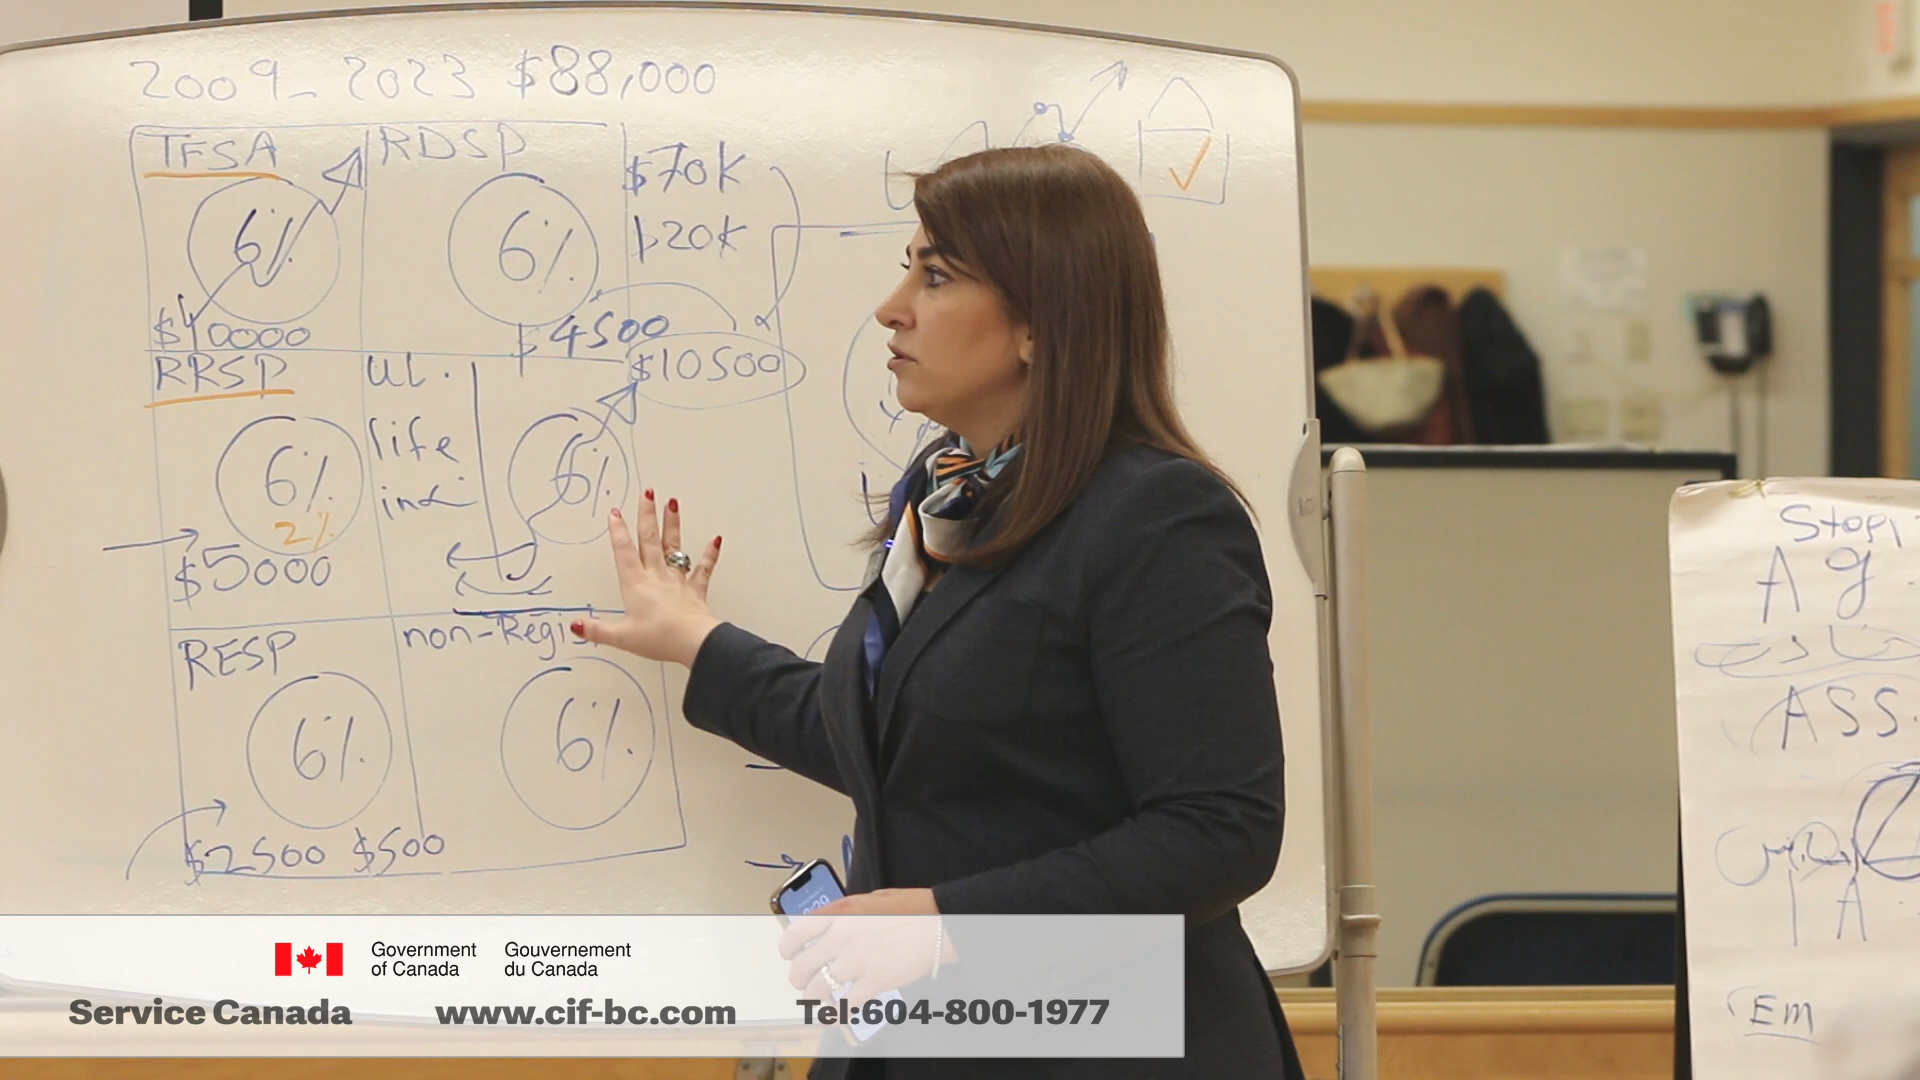 2009_ 2023 $88,000
TFSA
RDSP
$70K
$20K
6%
6%
$10000
$4500
RRSP
UL.
$10500
life
6%
6%
2%
$5000
RESP
non-Regis
6%
6%
$2500 $500
Stop
Ag.
ASS.
A.
Em
Government of Canada
Gouvernement du Canada
Service Canada www.cif-bc.com Tel:604-800-1977